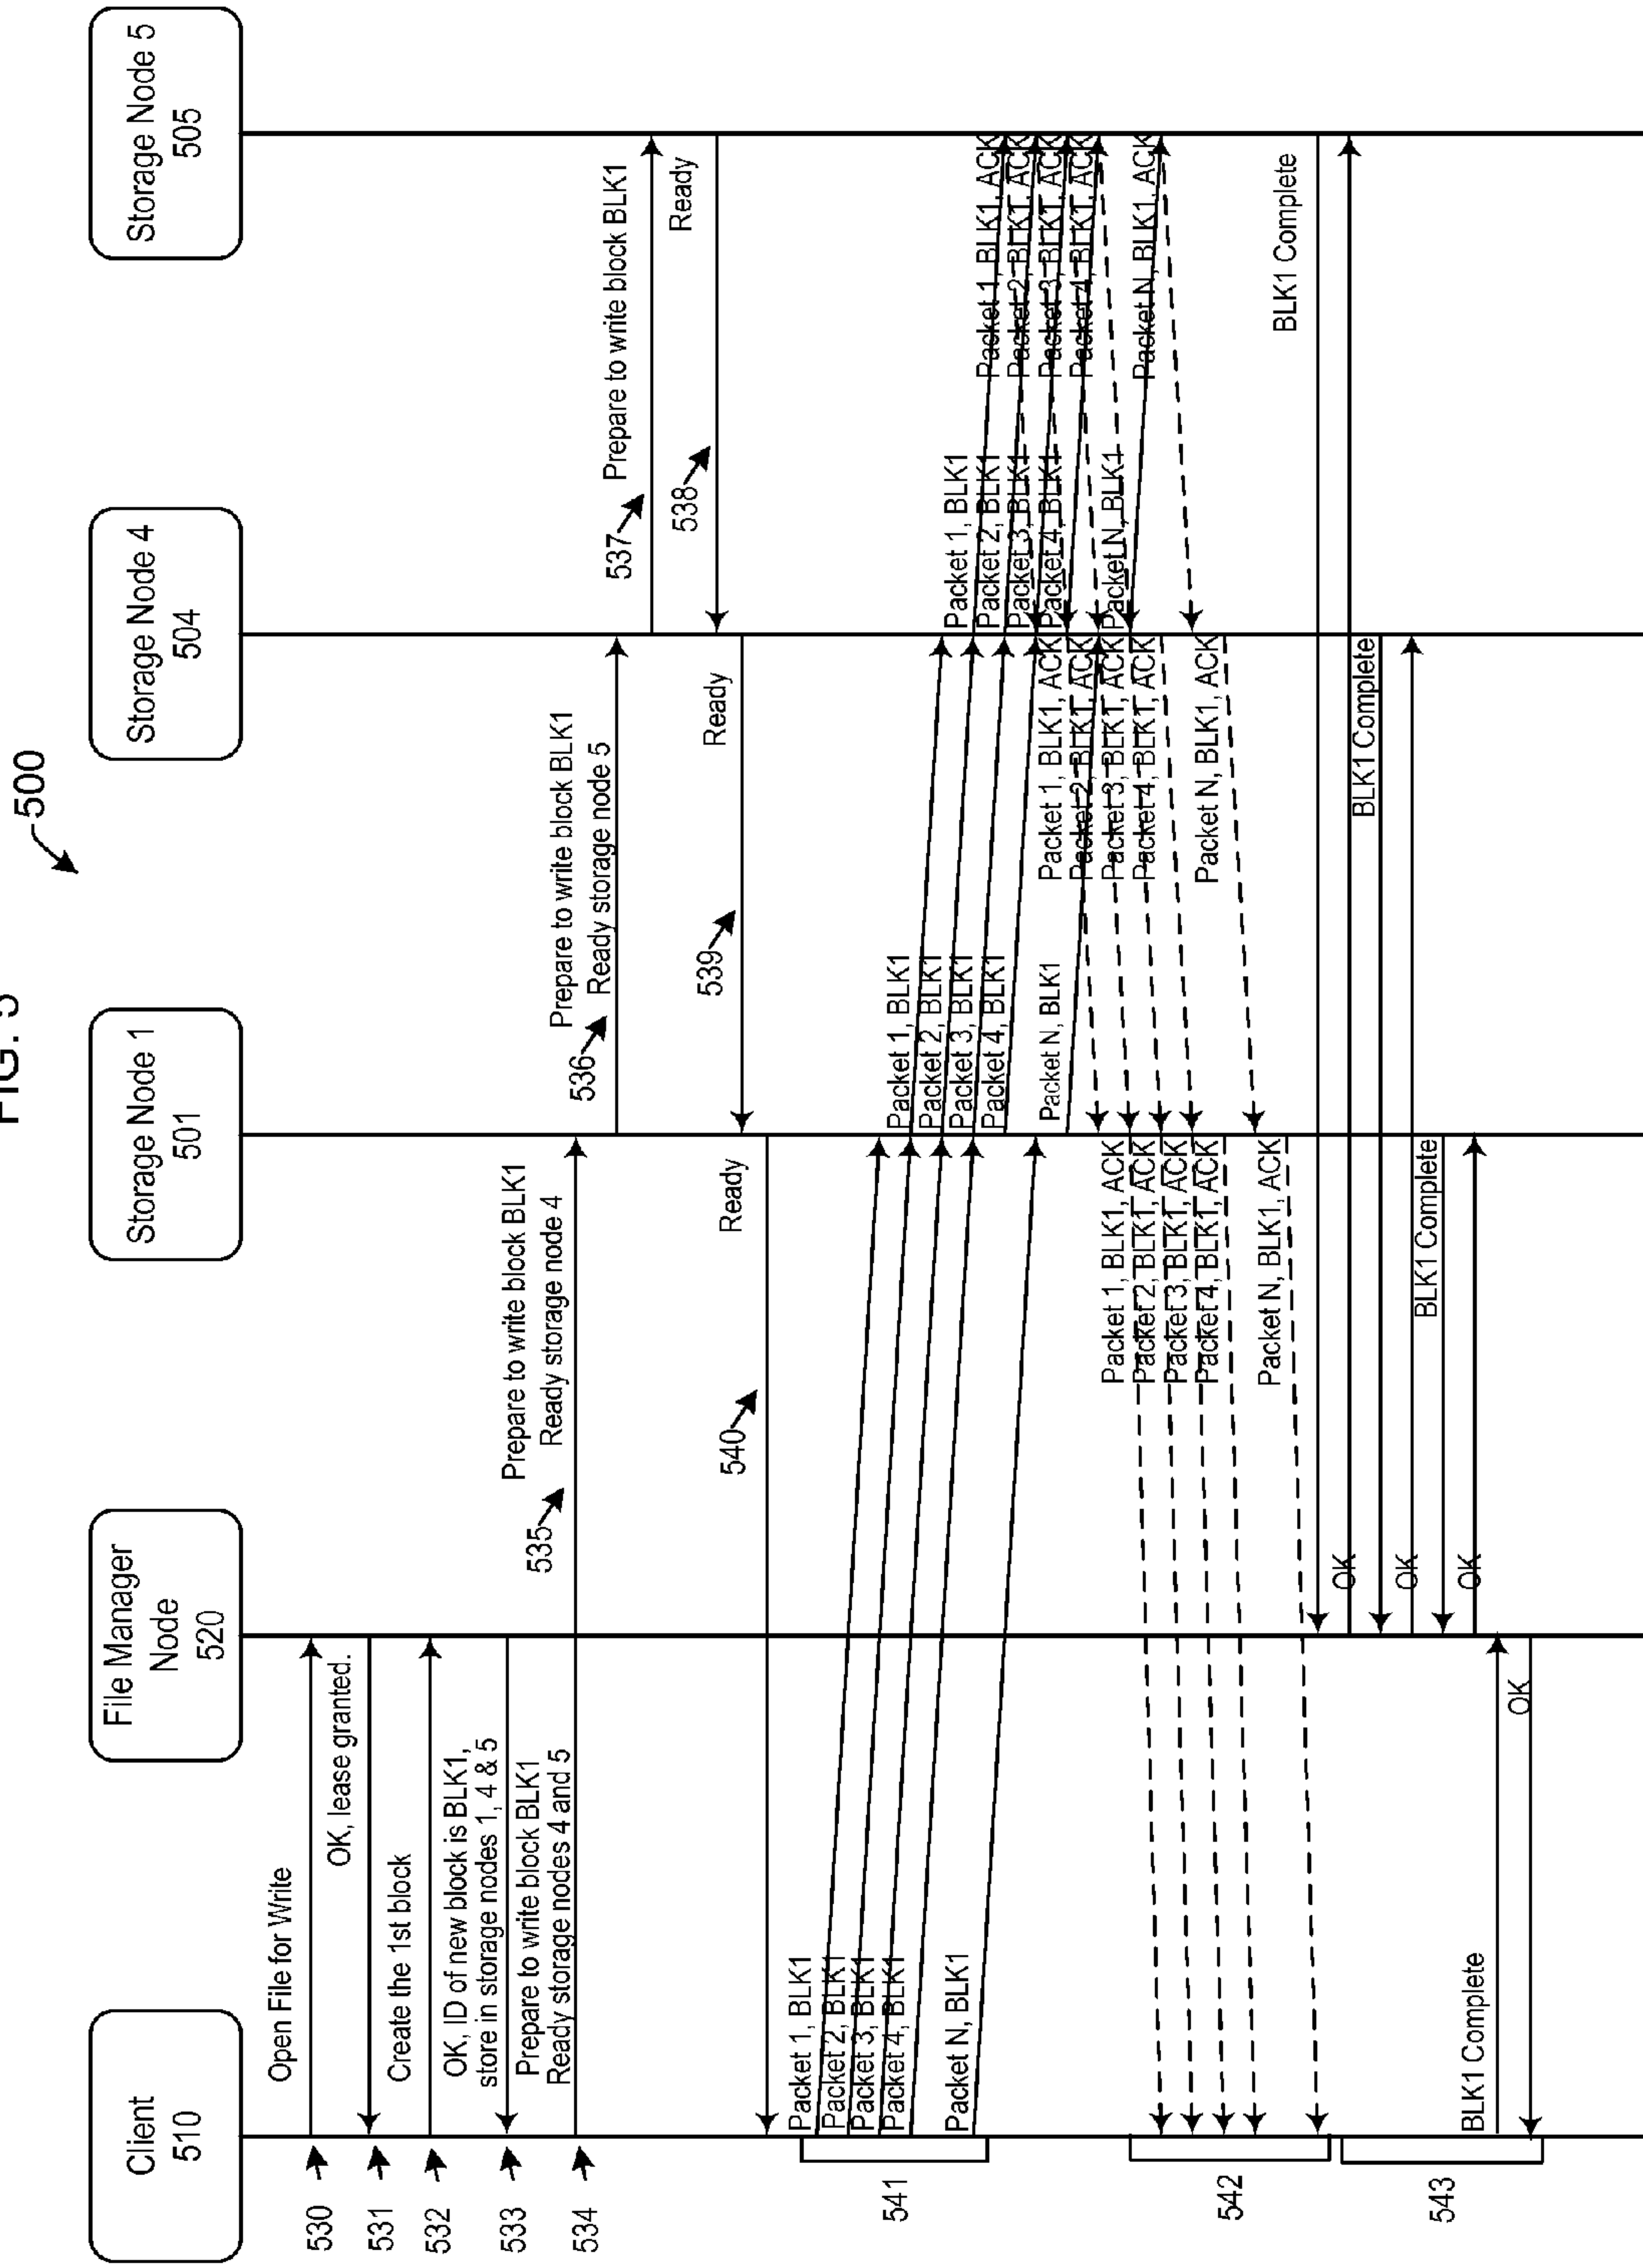 FIG. 5
500
Client
510
File Manager
Node
520
Storage Node 1
501
Storage Node 4
504
Storage Node 5
505
530
Open File for Write
531
OK, lease granted.
532
Create the 1st block
533
OK, ID of new block is BLK1,
store in storage nodes 1, 4 & 5
534
Prepare to write block BLK1
Ready storage nodes 4 and 5
535
Prepare to write block BLK1
Ready storage node 4
536
Prepare to write block BLK1
Ready storage node 5
537
Prepare to write block BLK1
538
Ready
539
Ready
540
Ready
541
Packet 1, BLK1
Packet 2, BLK1
Packet 3, BLK1
Packet 4, BLK1
Packet N, BLK1
Packet 1, BLK1
Packet 2, BLK1
Packet 3, BLK1
Packet 4, BLK1
Packet N, BLK1
Packet 1, BLK1
Packet 2, BLK1
Packet 3, BLK1
Packet 4, BLK1
Packet N, BLK1
Packet 1, BLK1, ACK
Packet 2, BLK1, ACK
Packet 3, BLK1, ACK
Packet 4, BLK1, ACK
Packet N, BLK1, ACK
Packet 1, BLK1, ACK
Packet 2, BLK1, ACK
Packet 3, BLK1, ACK
Packet 4, BLK1, ACK
Packet N, BLK1, ACK
542
Packet 1, BLK1, ACK
Packet 2, BLK1, ACK
Packet 3, BLK1, ACK
Packet 4, BLK1, ACK
Packet N, BLK1, ACK
543
BLK1 Complete
OK
BLK1 Complete
OK
BLK1 Complete
OK
BLK1 Complete
OK